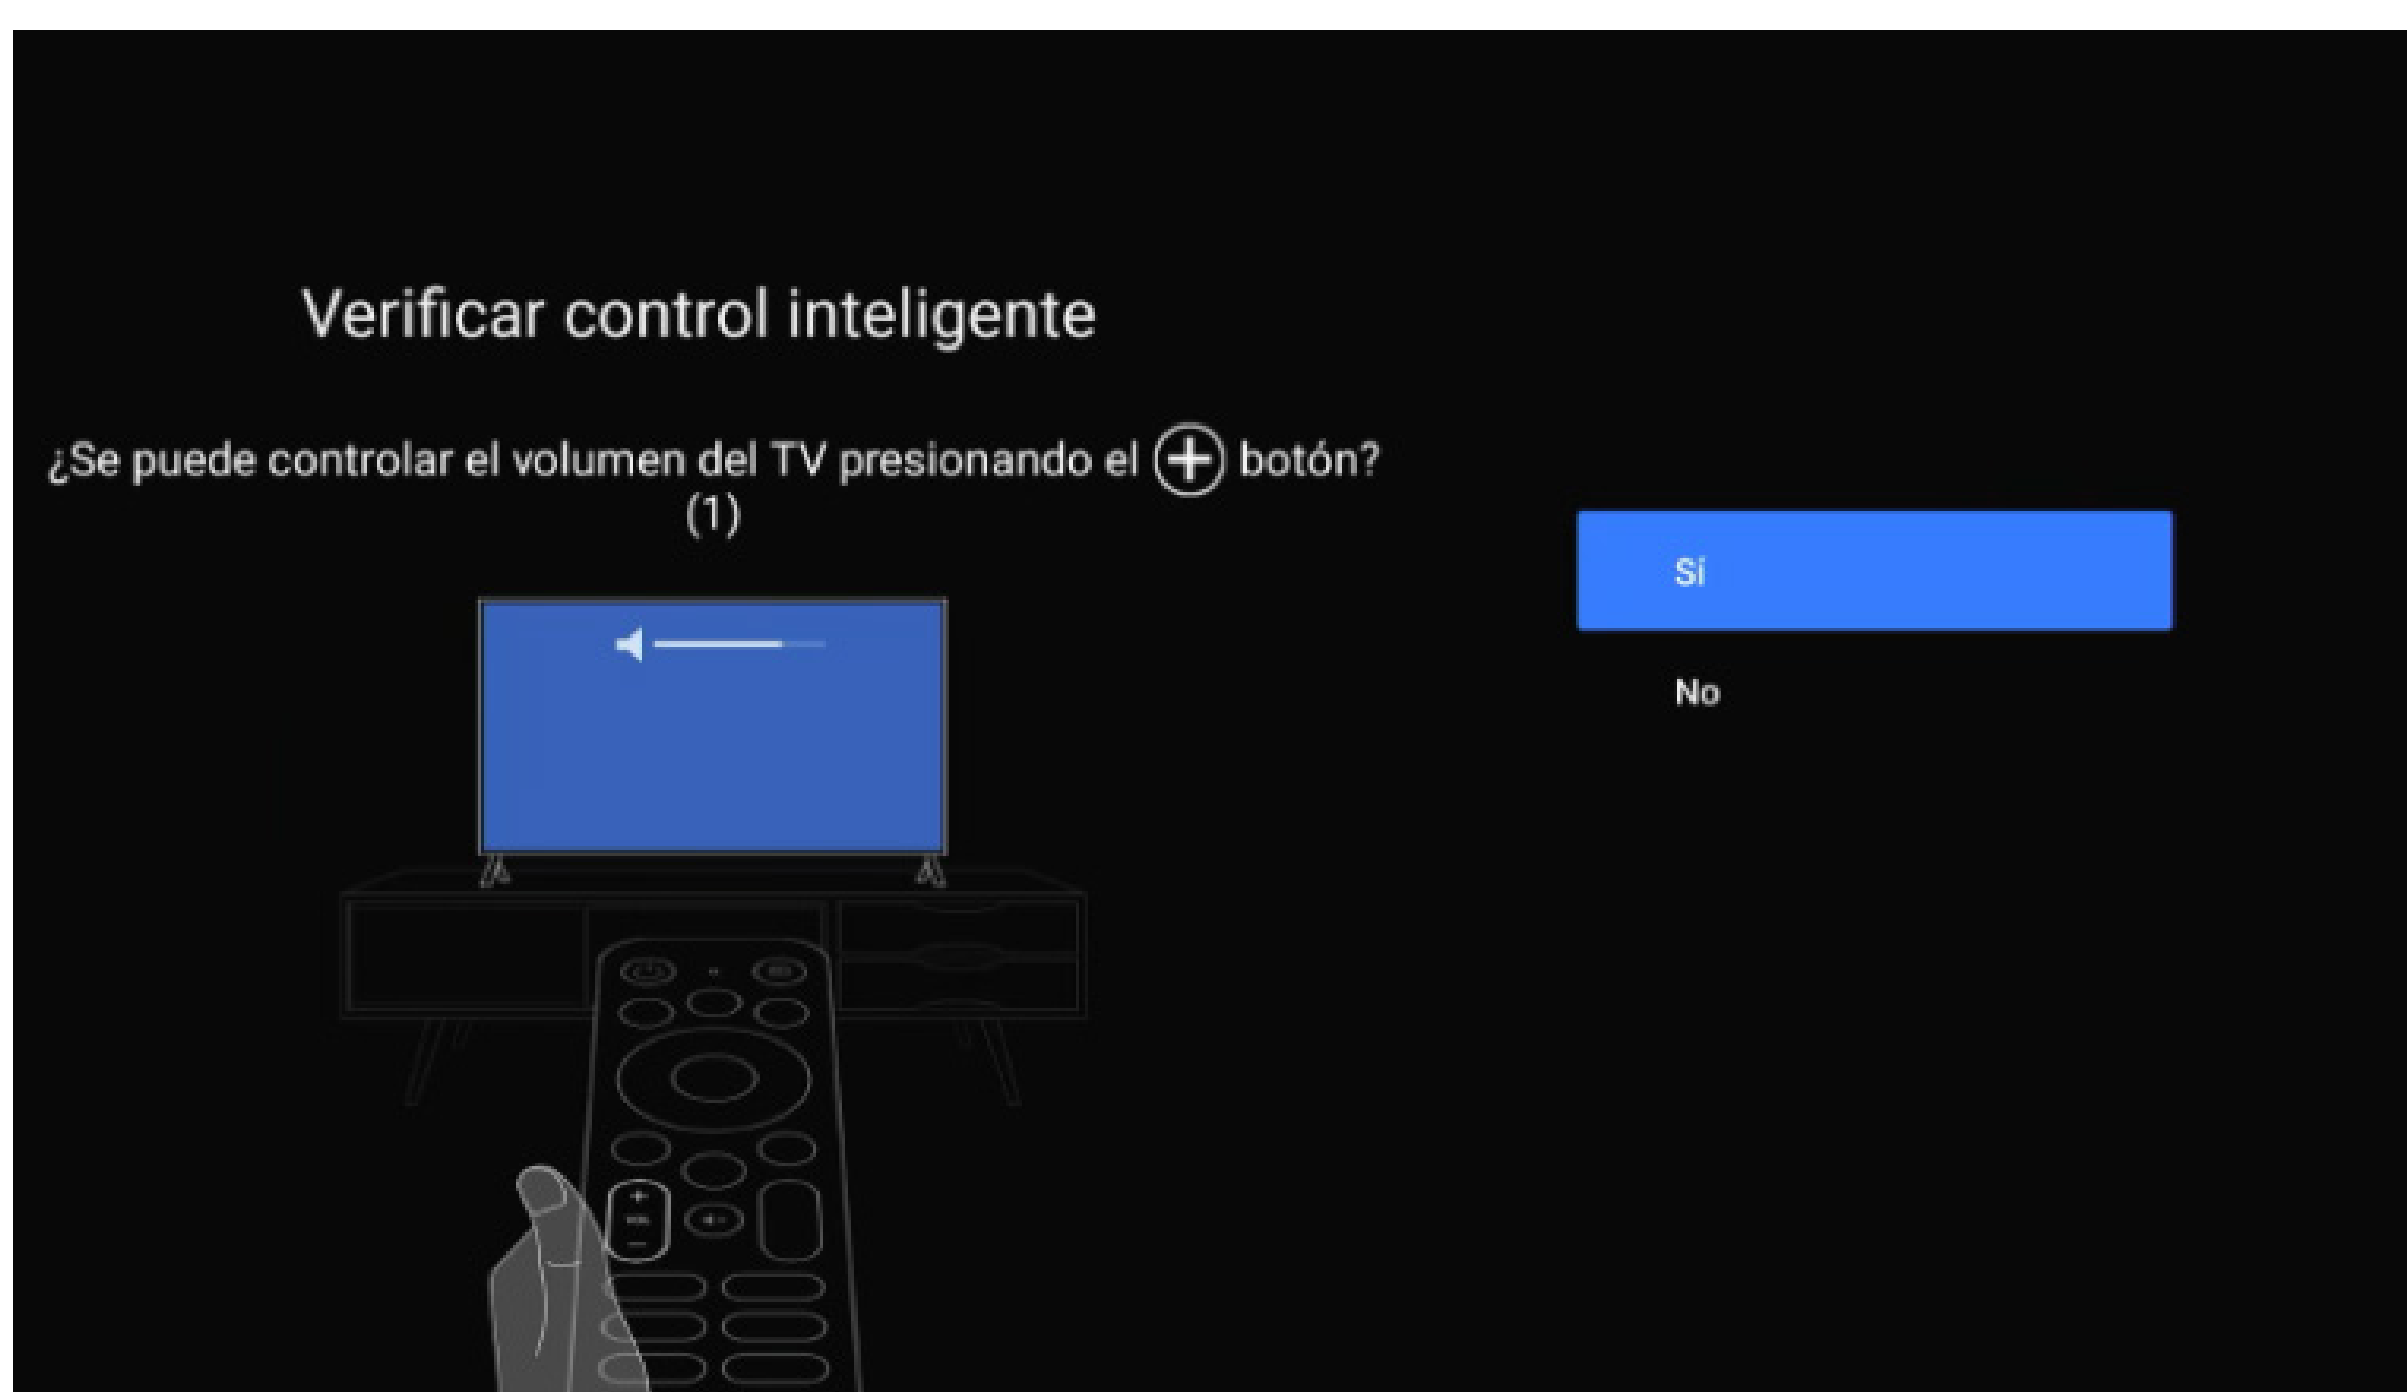 Verificar control inteligente
¿Se puede controlar el volumen del TV presionando el + botón?
(1)
Sí
No